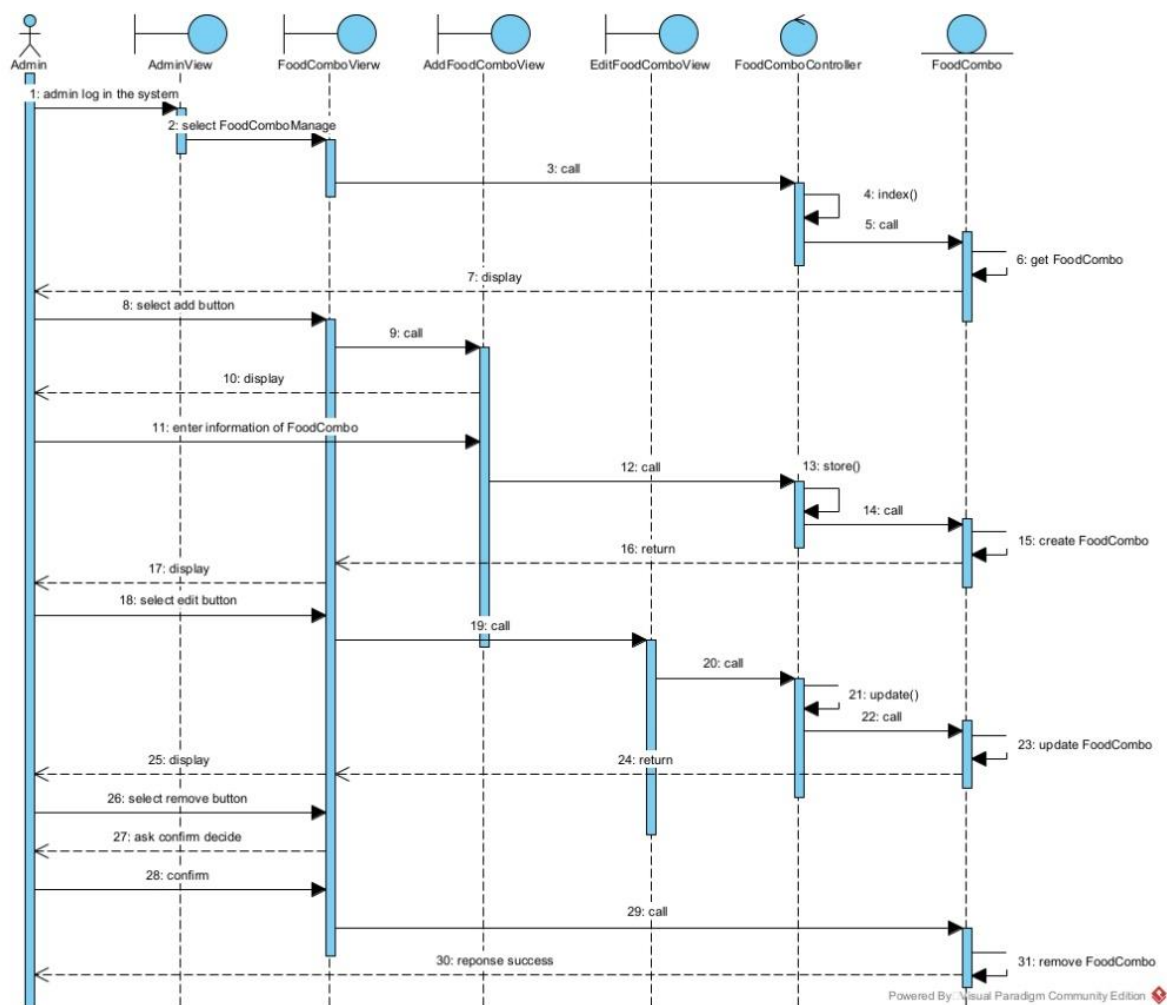 Admin
AdminView
FoodComboVierw
AddFoodComboView
EditFoodComboView
FoodComboController
FoodCombo
1: admin log in the system
2: select FoodComboManage
3: call
4: index()
5: call
6: get FoodCombo
7: display
8: select add button
9: call
10: display
11: enter information of FoodCombo
12: call
13: store()
14: call
15: create FoodCombo
16: return
17: display
18: select edit button
19: call
20: call
21: update()
22: call
23: update FoodCombo
24: return
25: display
26: select remove button
27: ask confirm decide
28: confirm
29: call
30: reponse success
31: remove FoodCombo
Powered By: Visual Paradigm Community Edition